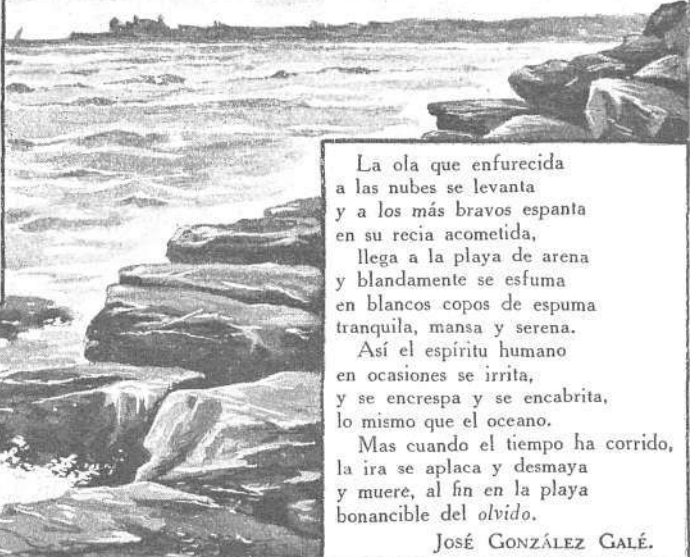 La ola que enfurecida
a las nubes se levanta
y a los más bravos espanta
en su recia acometida,
llega a la playa de arena
y blandamente se esfuma
en blancos copos de espuma
tranquila, mansa y serena.
Así el espíritu humano
en ocasiones se irrita,
y se encrespa y se encabrita,
lo mismo que el oceano.
Mas cuando el tiempo ha corrido,
la ira se aplaca y desmaya
y muere, al fin en la playa
bonancible del olvido.
JOSÉ GONZÁLEZ GALÉ.